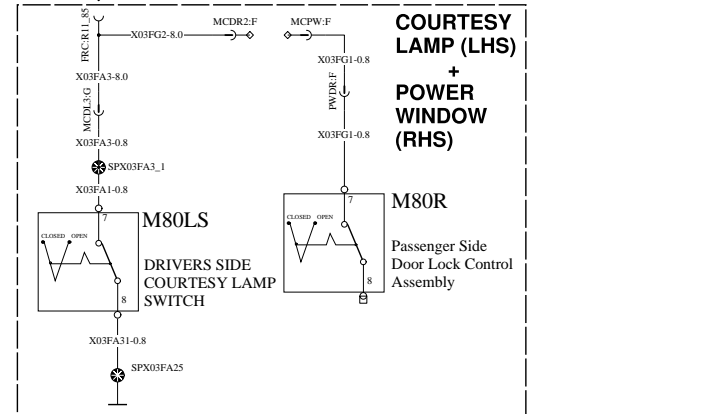 FRC:R11_85
MCDR2:F
MCPW:F
COURTESY
LAMP (LHS)
+
POWER
WINDOW
(RHS)
X03FG2-8.0
X03FG1-0.8
X03FA3-8.0
PWDR:F
MCDL3:G
X03FG1-0.8
X03FA3-0.8
SPX03FA3_1
X03FA1-0.8
7
M80R
7
M80LS
CLOSED OPEN
CLOSED OPEN
Passenger Side
Door Lock Control
Assembly
DRIVERS SIDE
COURTESY LAMP
SWITCH
8
8
X03FA31-0.8
SPX03FA25